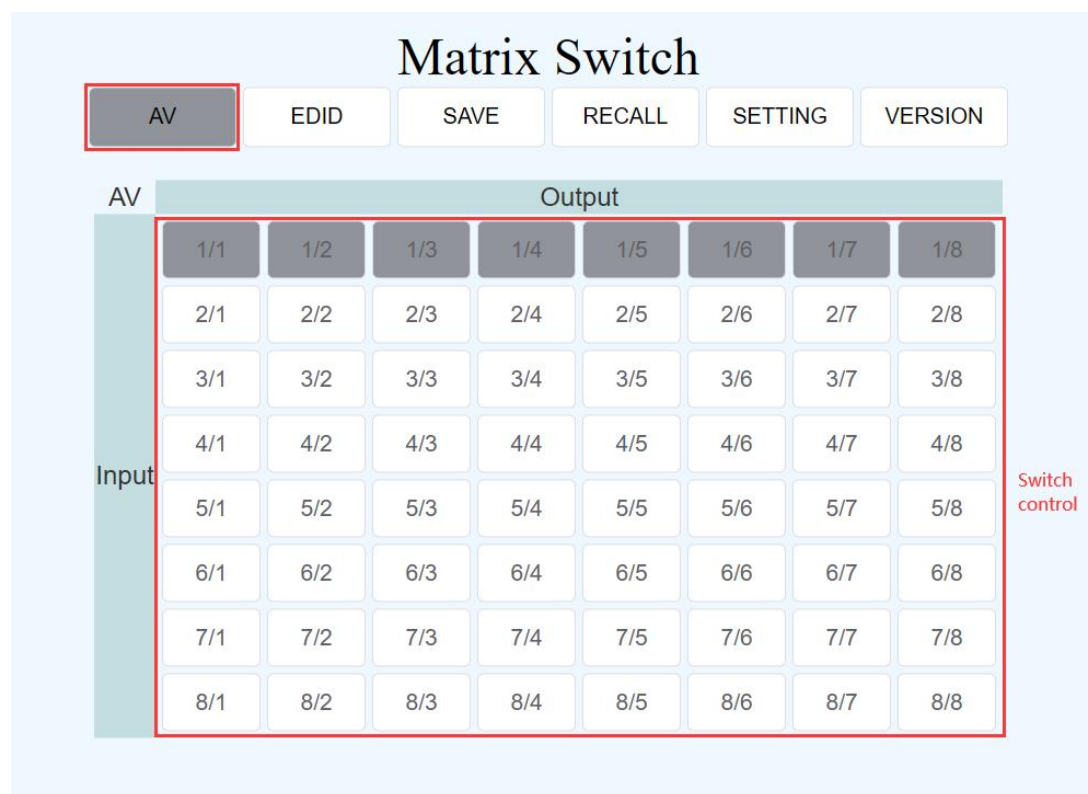 Matrix Switch
AV EDID SAVE RECALL SETTING VERSION
AV Output
1/1 1/2 1/3 1/4 1/5 1/6 1/7 1/8
2/1 2/2 2/3 2/4 2/5 2/6 2/7 2/8
3/1 3/2 3/3 3/4 3/5 3/6 3/7 3/8
4/1 4/2 4/3 4/4 4/5 4/6 4/7 4/8
Input
5/1 5/2 5/3 5/4 5/5 5/6 5/7 5/8
6/1 6/2 6/3 6/4 6/5 6/6 6/7 6/8
7/1 7/2 7/3 7/4 7/5 7/6 7/7 7/8
8/1 8/2 8/3 8/4 8/5 8/6 8/7 8/8
Switch
control